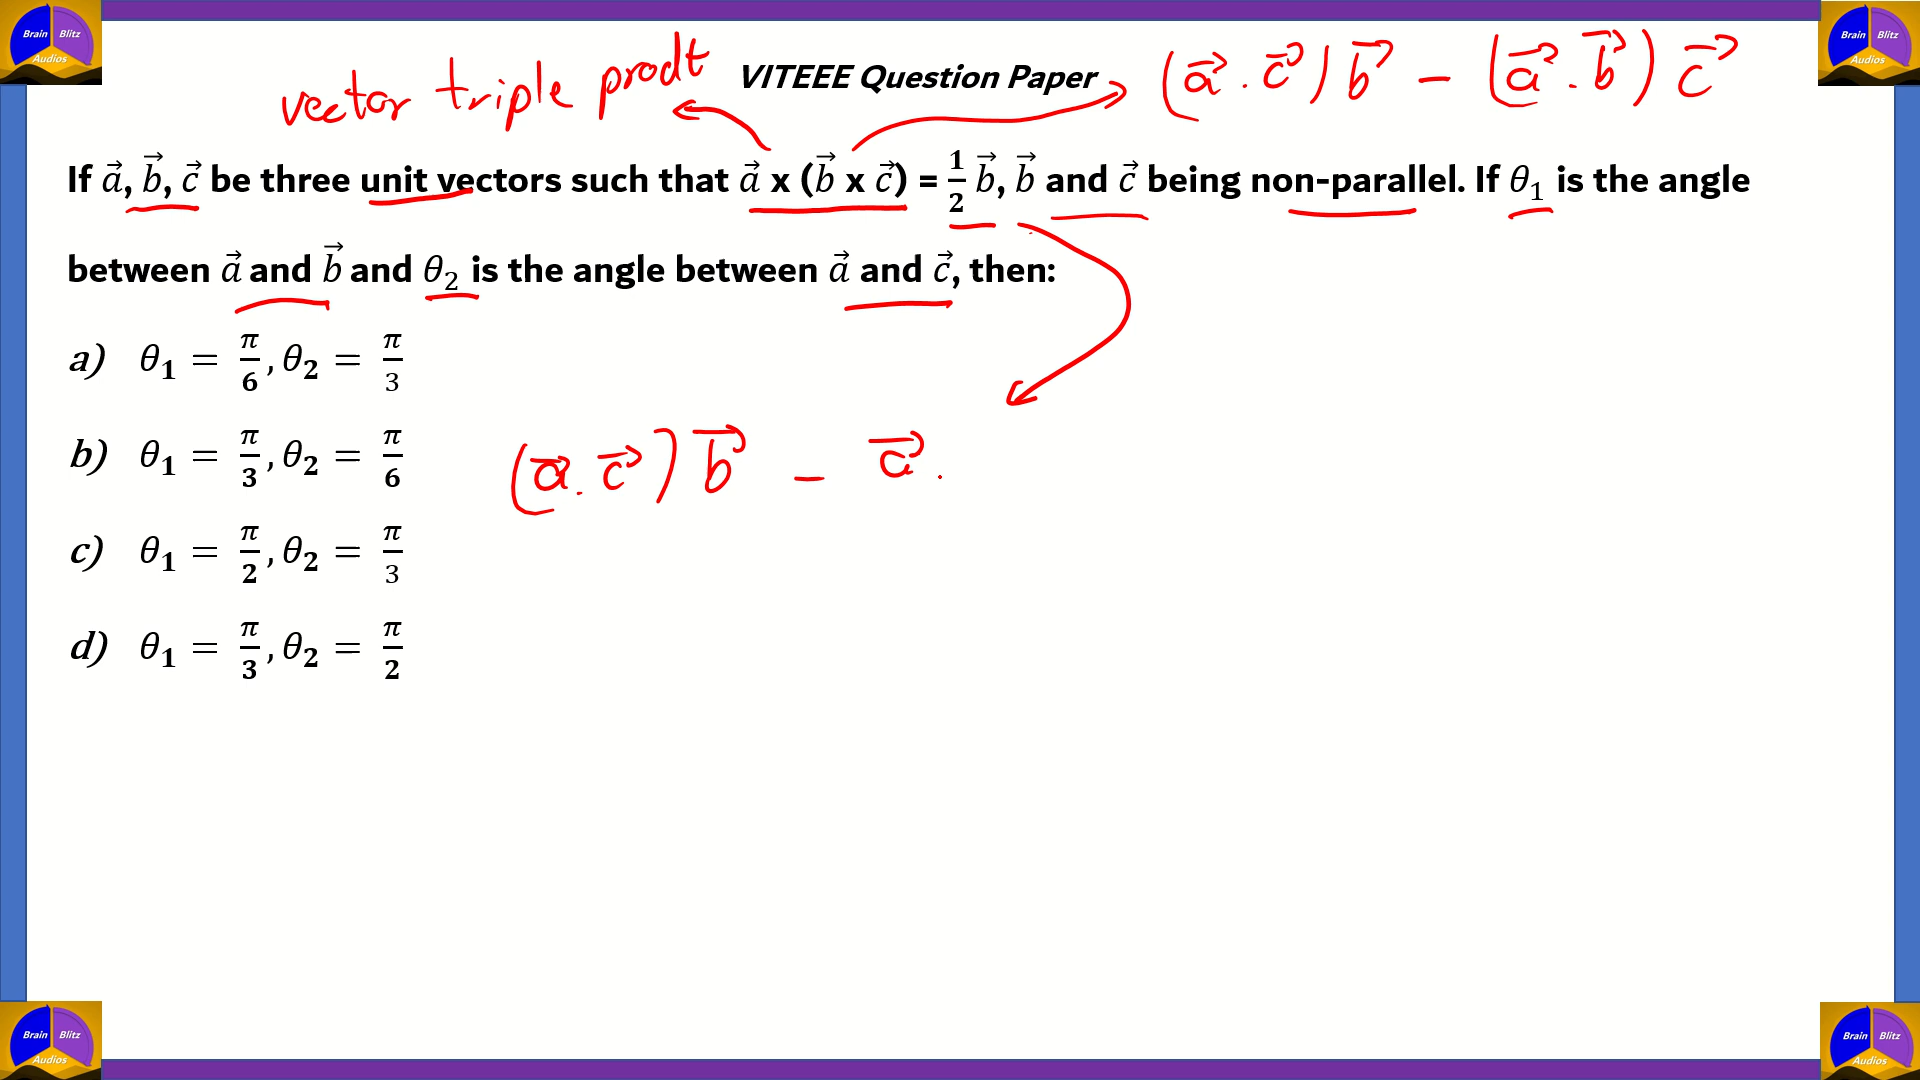 Brain Blitz
Audios
Brain Blitz
Audios
vector triple prodt
VITEEE Question Paper
(a⃗ . c⃗) b⃗ – (a⃗ . b⃗) c⃗
If a⃗, b⃗, c⃗ be three unit vectors such that a⃗ x (b⃗ x c⃗) = 1/2 b⃗, b⃗ and c⃗ being non-parallel. If θ₁ is the angle
between a⃗ and b⃗ and θ₂ is the angle between a⃗ and c⃗, then:
a) θ₁ = π/6, θ₂ = π/3
b) θ₁ = π/3, θ₂ = π/6
(a⃗ . c⃗) b⃗ – a⃗ .
c) θ₁ = π/2, θ₂ = π/3
d) θ₁ = π/3, θ₂ = π/2
Brain Blitz
Audios
Brain Blitz
Audios